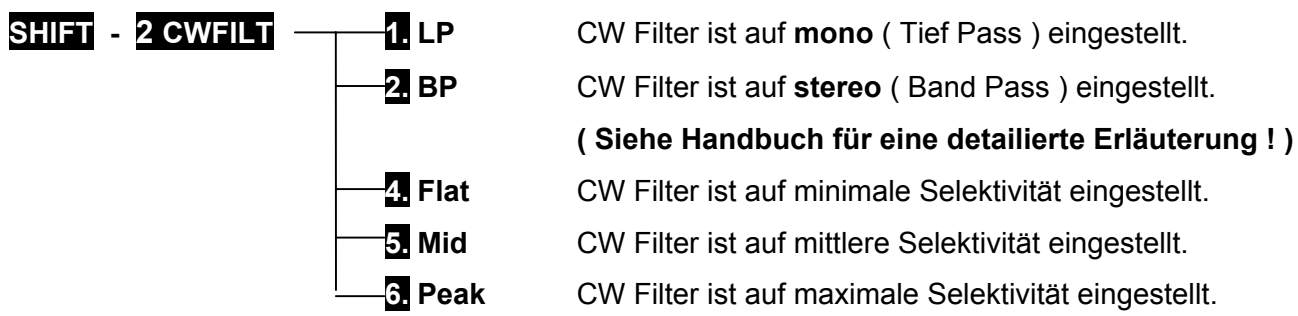 SHIFT - 2 CWFILT 1. LP CW Filter ist auf mono ( Tief Pass ) eingestellt.
2. BP CW Filter ist auf stereo ( Band Pass ) eingestellt.
( Siehe Handbuch für eine detailierte Erläuterung ! )
4. Flat CW Filter ist auf minimale Selektivität eingestellt.
5. Mid CW Filter ist auf mittlere Selektivität eingestellt.
6. Peak CW Filter ist auf maximale Selektivität eingestellt.